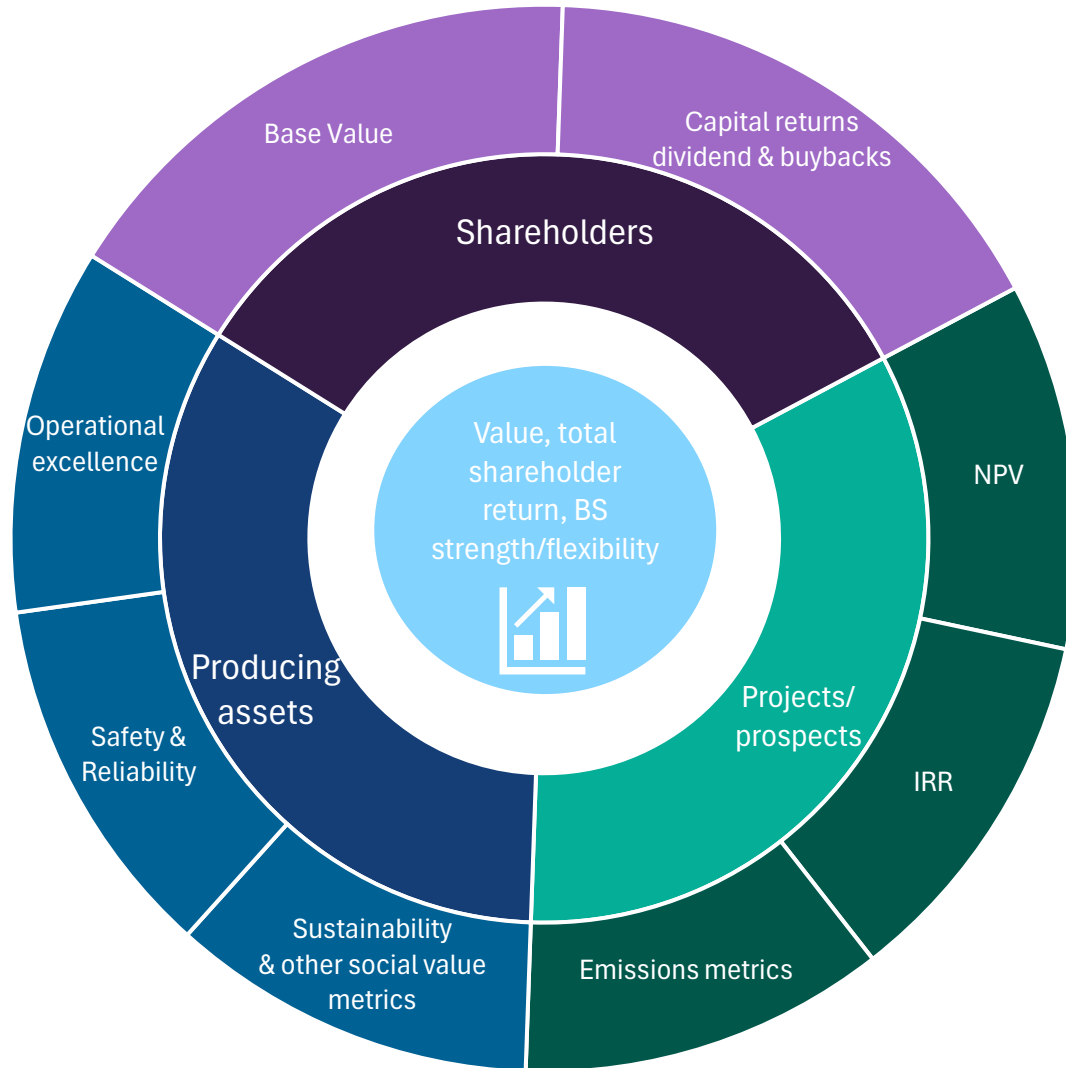 Base Value
Capital returns
dividend & buybacks
Shareholders
Operational
excellence
Value, total
shareholder
return, BS
strength/flexibility
NPV
Producing
assets
Projects/
prospects
Safety &
Reliability
IRR
Sustainability
& other social value
metrics
Emissions metrics